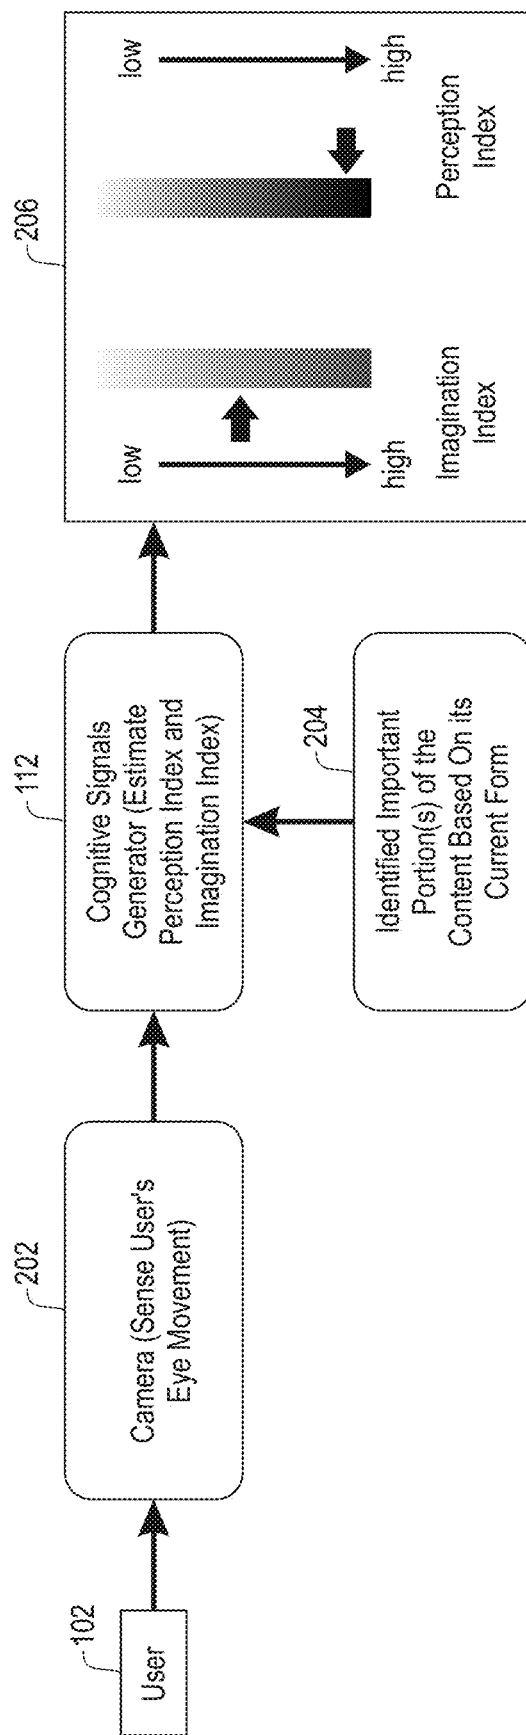 102
User
202
Camera (Sense User's
Eye Movement)
112
Cognitive Signals
Generator (Estimate
Perception Index and
Imagination Index)
204
Identified Important
Portion(s) of the
Content Based On its
Current Form
206
low
high
Imagination
Index
low
high
Perception
Index